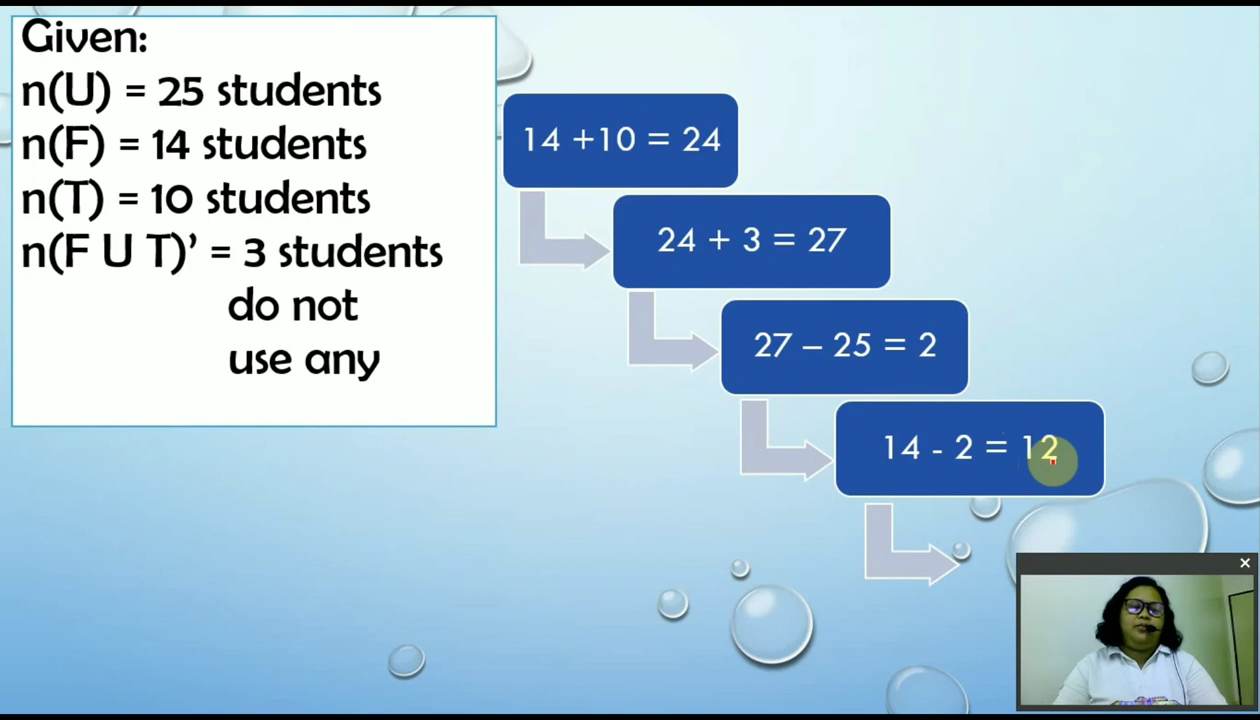 Given:
n(U) = 25 students
n(F) = 14 students
n(T) = 10 students
n(F U T)’ = 3 students
do not
use any
14 +10 = 24
24 + 3 = 27
27 – 25 = 2
14 - 2 = 12